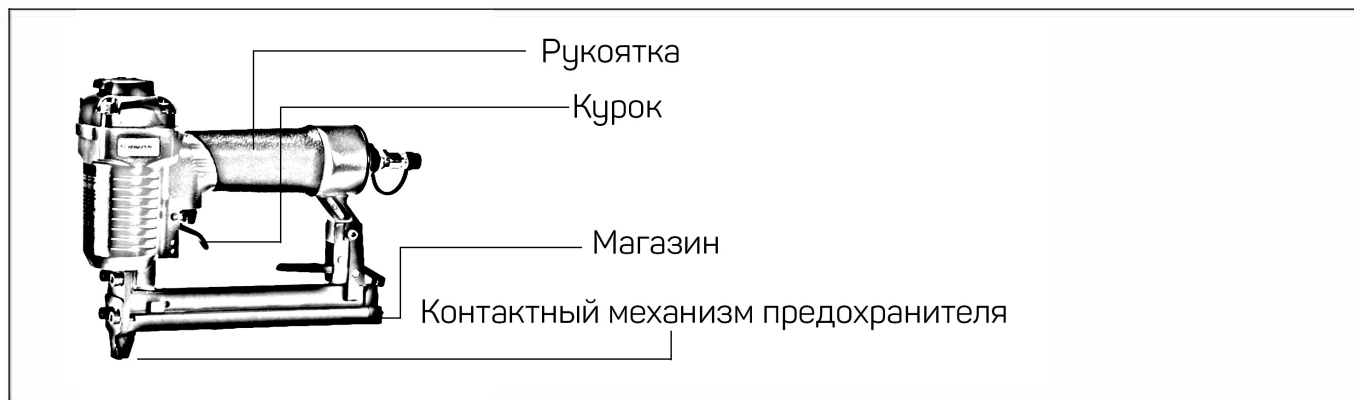 Рукоятка
Курок
Магазин
Контактный механизм предохранителя